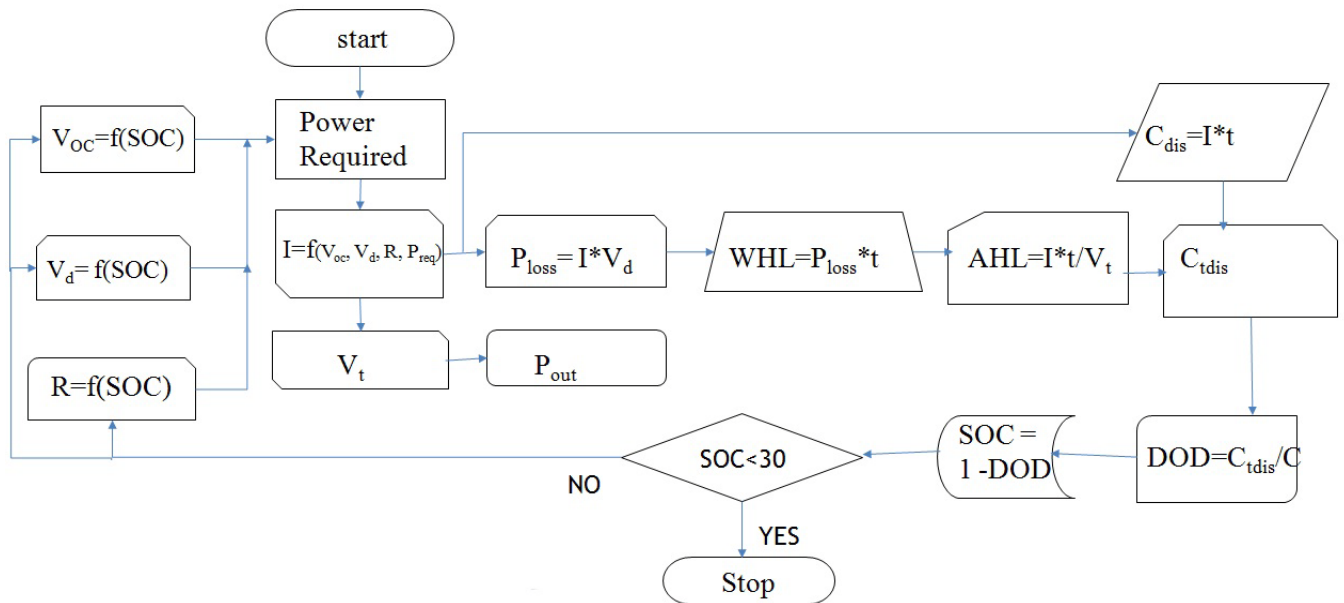 start
V_OC=f(SOC)
Power
Required
C_dis=I*t
V_d= f(SOC)
I=f(V_oc, V_d, R, P_req)
P_loss= I*V_d
WHL=P_loss*t
AHL=I*t/V_t
C_tdis
R=f(SOC)
V_t
P_out
SOC<30
SOC =
1 -DOD
DOD=C_tdis/C
NO
YES
Stop